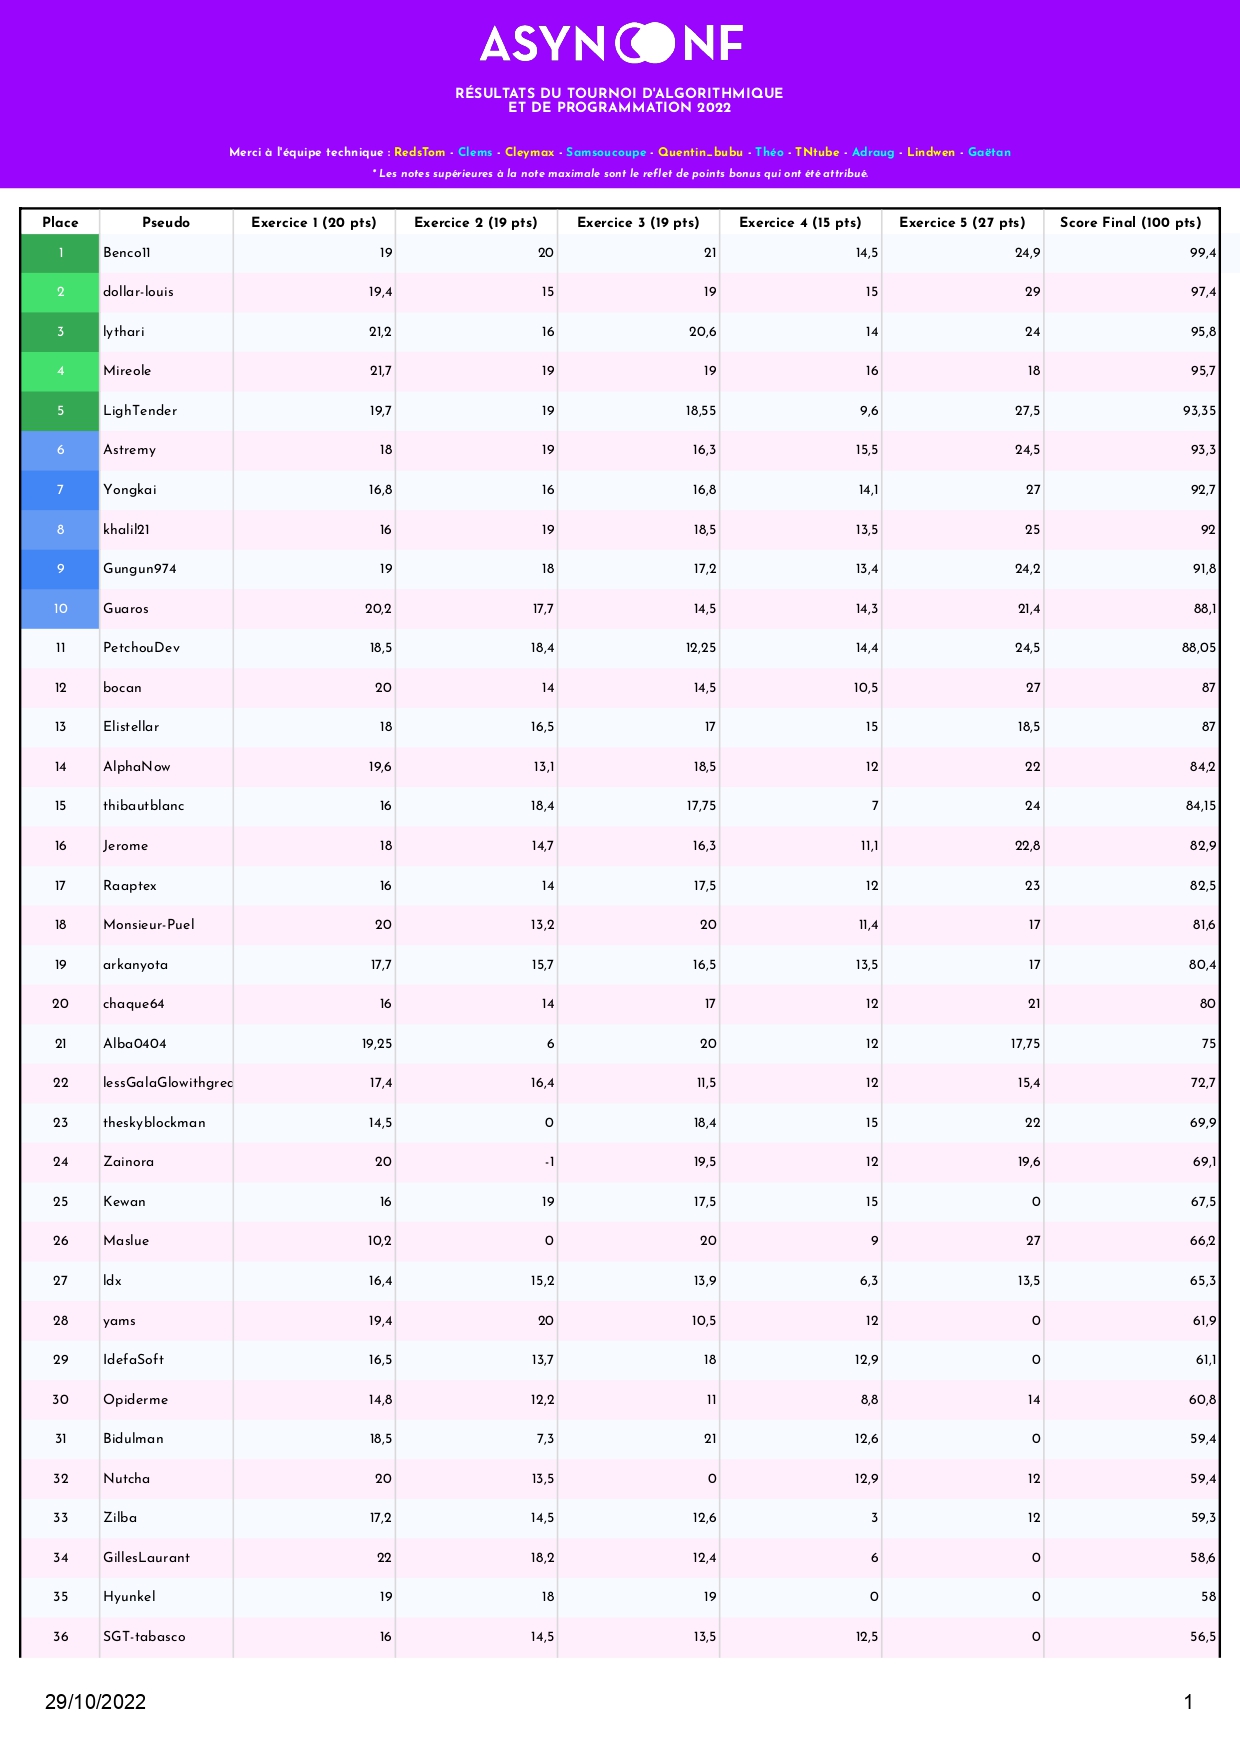 ASYNCONF
RÉSULTATS DU TOURNOI D'ALGORITHMIQUE
ET DE PROGRAMMATION 2022
Merci à l'équipe technique : RedsTom - Clems - Cleymax - Samsoucoupe - Quentin_bubu - Théo - TNtube - Adraug - Lindwen - Gaëtan
* Les notes supérieures à la note maximale sont le reflet de points bonus qui ont été attribué.
Place Pseudo Exercice 1 (20 pts) Exercice 2 (19 pts) Exercice 3 (19 pts) Exercice 4 (15 pts) Exercice 5 (27 pts) Score Final (100 pts)
1 Benco11 19 20 21 14,5 24,9 99,4
2 dollar-louis 19,4 15 19 15 29 97,4
3 lythari 21,2 16 20,6 14 24 95,8
4 Mireole 21,7 19 19 16 18 95,7
5 LighTender 19,7 19 18,55 9,6 27,5 93,35
6 Astremy 18 19 16,3 15,5 24,5 93,3
7 Yongkai 16,8 16 16,8 14,1 27 92,7
8 khalil21 16 19 18,5 13,5 25 92
9 Gungun974 19 18 17,2 13,4 24,2 91,8
10 Guaros 20,2 17,7 14,5 14,3 21,4 88,1
11 PetchouDev 18,5 18,4 12,25 14,4 24,5 88,05
12 bocan 20 14 14,5 10,5 27 87
13 Elistellar 18 16,5 17 15 18,5 87
14 AlphaNow 19,6 13,1 18,5 12 22 84,2
15 thibautblanc 16 18,4 17,75 7 24 84,15
16 Jerome 18 14,7 16,3 11,1 22,8 82,9
17 Raaptex 16 14 17,5 12 23 82,5
18 Monsieur-Puel 20 13,2 20 11,4 17 81,6
19 arkanyota 17,7 15,7 16,5 13,5 17 80,4
20 chaque64 16 14 17 12 21 80
21 Alba0404 19,25 6 20 12 17,75 75
22 lessGalaGlowithgrec 17,4 16,4 11,5 12 15,4 72,7
23 theskyblockman 14,5 0 18,4 15 22 69,9
24 Zainora 20 -1 19,5 12 19,6 69,1
25 Kewan 16 19 17,5 15 0 67,5
26 Maslue 10,2 0 20 9 27 66,2
27 ldx 16,4 15,2 13,9 6,3 13,5 65,3
28 yams 19,4 20 10,5 12 0 61,9
29 IdefaSoft 16,5 13,7 18 12,9 0 61,1
30 Opiderme 14,8 12,2 11 8,8 14 60,8
31 Bidulman 18,5 7,3 21 12,6 0 59,4
32 Nutcha 20 13,5 0 12,9 12 59,4
33 Zilba 17,2 14,5 12,6 3 12 59,3
34 GillesLaurant 22 18,2 12,4 6 0 58,6
35 Hyunkel 19 18 19 0 0 58
36 SGT-tabasco 16 14,5 13,5 12,5 0 56,5
29/10/2022 1